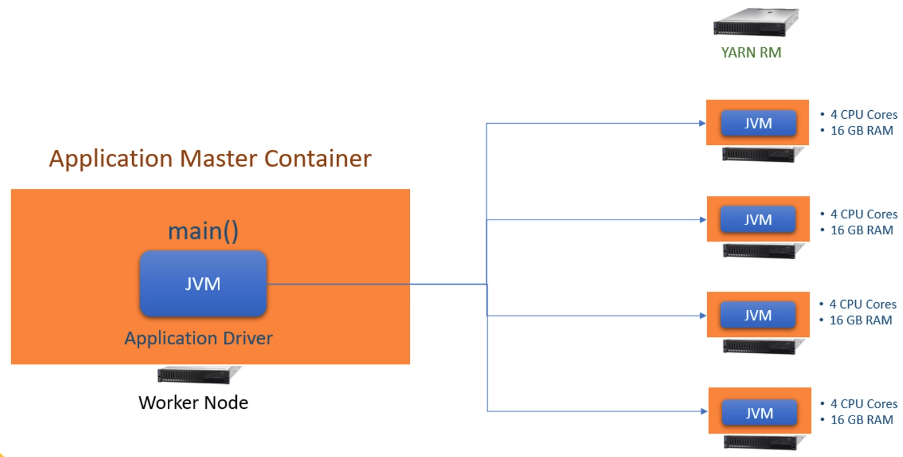 YARN RM
JVM
• 4 CPU Cores
• 16 GB RAM
Application Master Container
main()
JVM
Application Driver
Worker Node
JVM
• 4 CPU Cores
• 16 GB RAM
JVM
• 4 CPU Cores
• 16 GB RAM
JVM
• 4 CPU Cores
• 16 GB RAM